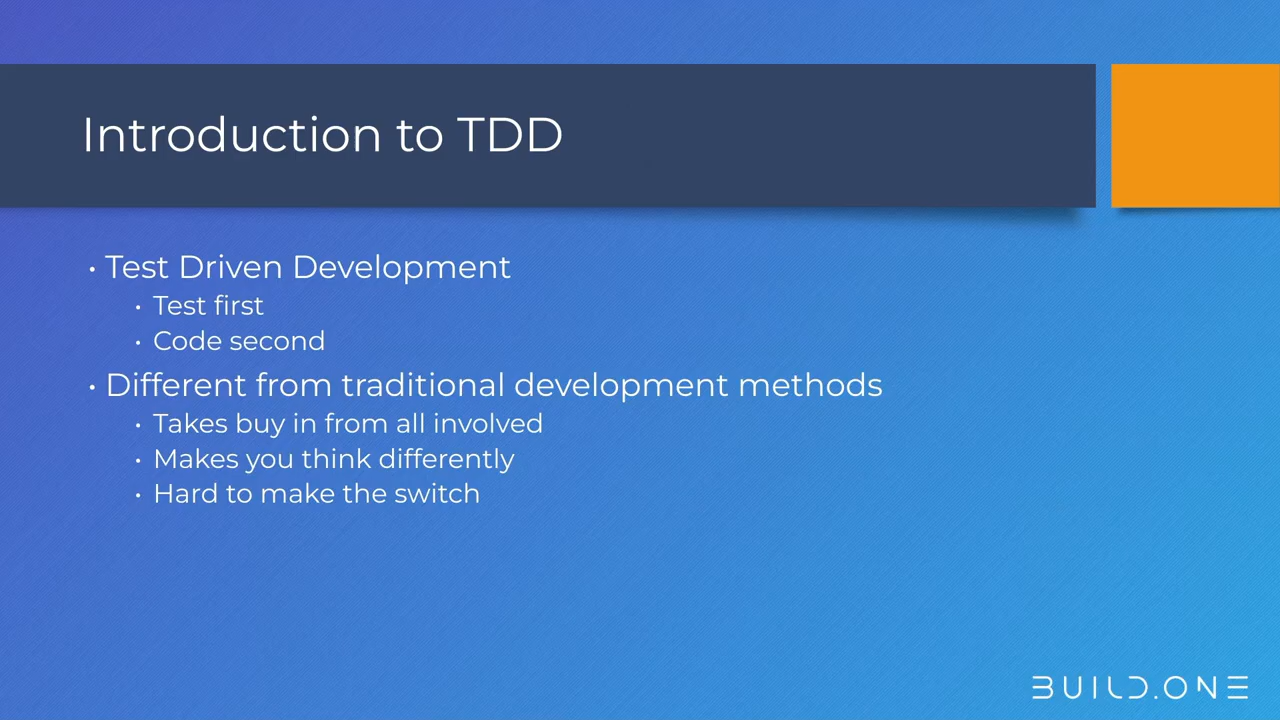 Introduction to TDD
• Test Driven Development
• Test first
• Code second
• Different from traditional development methods
• Takes buy in from all involved
• Makes you think differently
• Hard to make the switch
BUILD.ONE